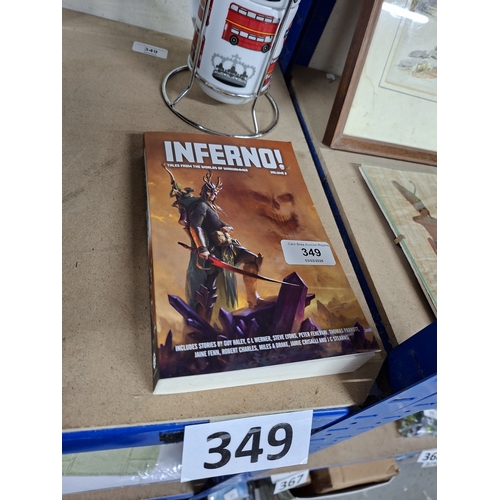 349
INFERNO!
TALES FROM THE WORLDS OF WARHAMMER
VOLUME 2
349
INCLUDES STORIES BY GUY HALEY, C L WERNER, STEVE LYONS, PETER FEHERVARI, THOMAS PARROTT,
JAINE FENN, ROBERT CHARLES, MILES A DRAKE, JAMIE CRISALLI AND J C STEARNS
349
367